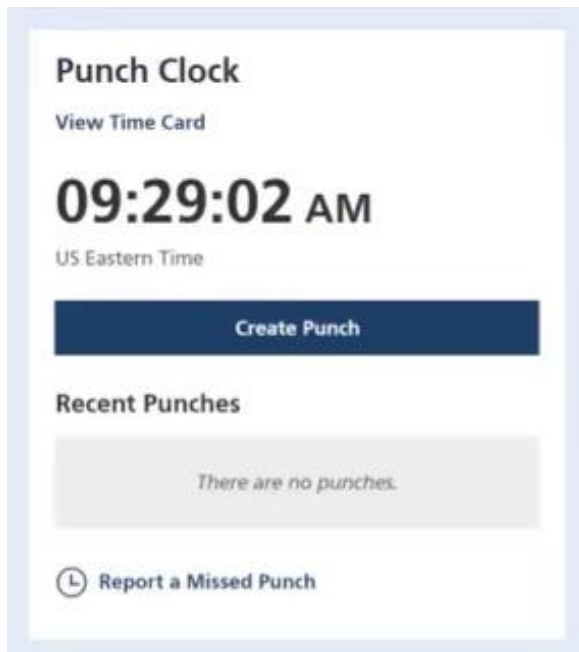 Punch Clock
View Time Card
09:29:02 AM
US Eastern Time
Create Punch
Recent Punches
There are no punches.
Report a Missed Punch